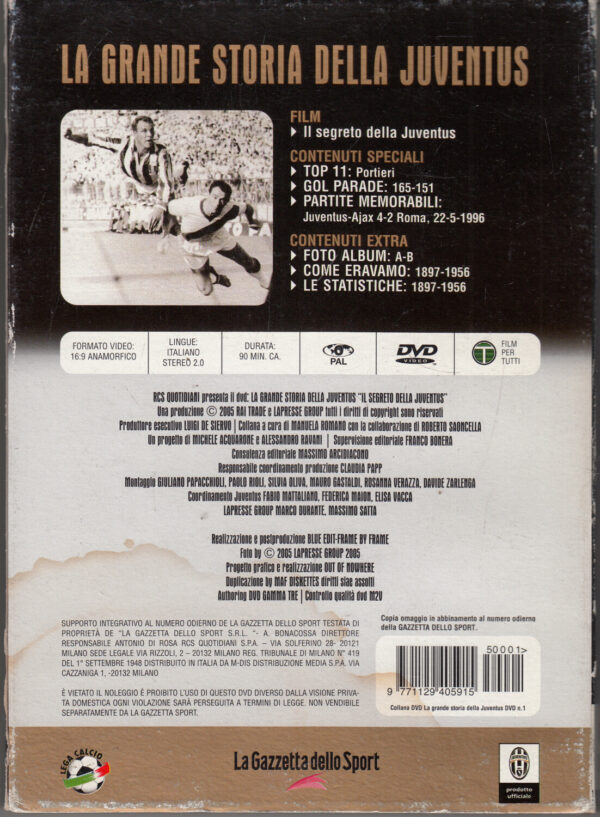 LA GRANDE STORIA DELLA JUVENTUS
FILM
Il segreto della Juventus
CONTENUTI SPECIALI
TOP 11: Portieri
GOL PARADE: 165-151
PARTITE MEMORABILI:
Juventus-Ajax 4-2 Roma, 22-5-1996
CONTENUTI EXTRA
FOTO ALBUM: A-B
COME ERAVAMO: 1897-1956
LE STATISTICHE: 1897-1956
FORMATO VIDEO:
16:9 ANAMORFICO
LINGUE:
ITALIANO
STEREO 2.0
DURATA:
90 MIN. CA.
PAL
DVD
VIDEO
T
FILM
PER
TUTTI
RCS QUOTIDIANI presenta il dvd: LA GRANDE STORIA DELLA JUVENTUS "IL SEGRETO DELLA JUVENTUS"
Una produzione © 2005 RAI TRADE e LAPRESSE GROUP tutti i diritti di copyright sono riservati
Produttore esecutivo LUIGI DE SIERVO | Collana a cura di MANUELA ROMANO con la collaborazione di ROBERTO SAONCELLA
Un progetto di MICHELE ACQUARONE e ALESSANDRO RAVANI | Supervisione editoriale FRANCO BONERA
Consulenza editoriale MASSIMO ARCIDIACONO
Responsabile coordinamento produzione CLAUDIA PAPP
Montaggio GIULIANO PAPACCHIOLI, PAOLO RIOLI, SILVIA OLIVA, MAURO GASTALDI, ROSANNA VERAZZA, DAVIDE ZARLENGA
Coordinamento Juventus FABIO MATTALIANO, FEDERICA MAION, ELISA VACCA
LAPRESSE GROUP MARCO DURANTE, MASSIMO SATTA
Realizzazione e postproduzione BLUE EDIT-FRAME BY FRAME
Foto by © 2005 LAPRESSE GROUP 2005
Progetto grafico e realizzazione OUT OF NOWHERE
Duplicazione by MAF DISKETTES diritti siae assolti
Authoring DVD GAMMA TRE | Controllo qualità dvd M2V
SUPPORTO INTEGRATIVO AL NUMERO ODIERNO DE LA GAZZETTA DELLO SPORT TESTATA DI
PROPRIETÀ DE "LA GAZZETTA DELLO SPORT S.R.L. "- A. BONACOSSA DIRETTORE
RESPONSABILE ANTONIO DI ROSA RCS QUOTIDIANI S.P.A. – VIA SOLFERINO 28- 20121
MILANO SEDE LEGALE VIA RIZZOLI, 2 – 20132 MILANO REG. TRIBUNALE DI MILANO N° 419
DEL 1° SETTEMBRE 1948 DISTRIBUITO IN ITALIA DA M-DIS DISTRIBUZIONE MEDIA S.P.A. VIA
CAZZANIGA 1, -20132 MILANO
È VIETATO IL NOLEGGIO È PROIBITO L'USO DI QUESTO DVD DIVERSO DALLA VISIONE PRIVA-
TA DOMESTICA OGNI VIOLAZIONE SARÀ PERSEGUITA A TERMINI DI LEGGE. NON VENDIBILE
SEPARATAMENTE DA LA GAZZETTA SPORT.
Copia omaggio in abbinamento al numero odierno
della GAZZETTA DELLO SPORT.
50001>
9 771129 405915
Collana DVD La grande storia della Juventus DVD n.1
LEGA CALCIO
La Gazzetta dello Sport
JUVENTUS
prodotto
ufficiale